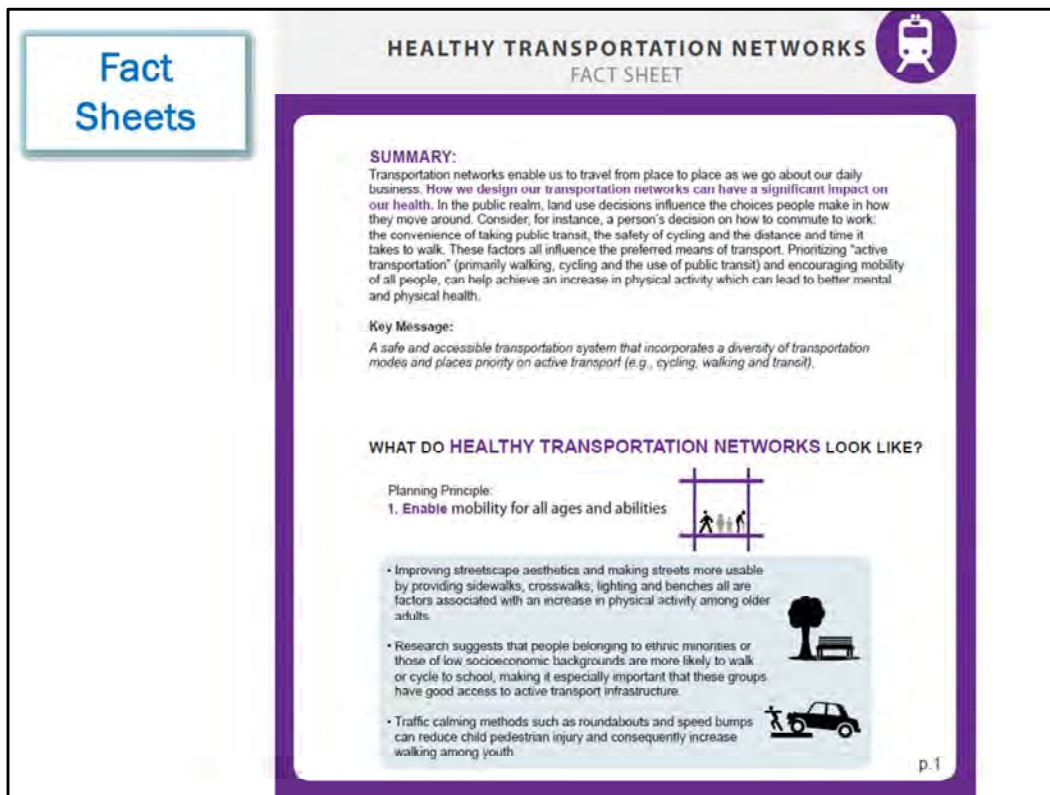 Fact
Sheets
HEALTHY TRANSPORTATION NETWORKS
FACT SHEET
SUMMARY:
Transportation networks enable us to travel from place to place as we go about our daily
business. How we design our transportation networks can have a significant impact on
our health. In the public realm, land use decisions influence the choices people make in how
they move around. Consider, for instance, a person's decision on how to commute to work:
the convenience of taking public transit, the safety of cycling and the distance and time it
takes to walk. These factors all influence the preferred means of transport. Prioritizing "active
transportation" (primarily walking, cycling and the use of public transit) and encouraging mobility
of all people, can help achieve an increase in physical activity which can lead to better mental
and physical health.
Key Message:
A safe and accessible transportation system that incorporates a diversity of transportation
modes and places priority on active transport (e.g., cycling, walking and transit).
WHAT DO HEALTHY TRANSPORTATION NETWORKS LOOK LIKE?
Planning Principle:
1. Enable mobility for all ages and abilities
• Improving streetscape aesthetics and making streets more usable
by providing sidewalks, crosswalks, lighting and benches all are
factors associated with an increase in physical activity among older
adults.
• Research suggests that people belonging to ethnic minorities or
those of low socioeconomic backgrounds are more likely to walk
or cycle to school, making it especially important that these groups
have good access to active transport infrastructure.
• Traffic calming methods such as roundabouts and speed bumps
can reduce child pedestrian injury and consequently increase
walking among youth.
p.1